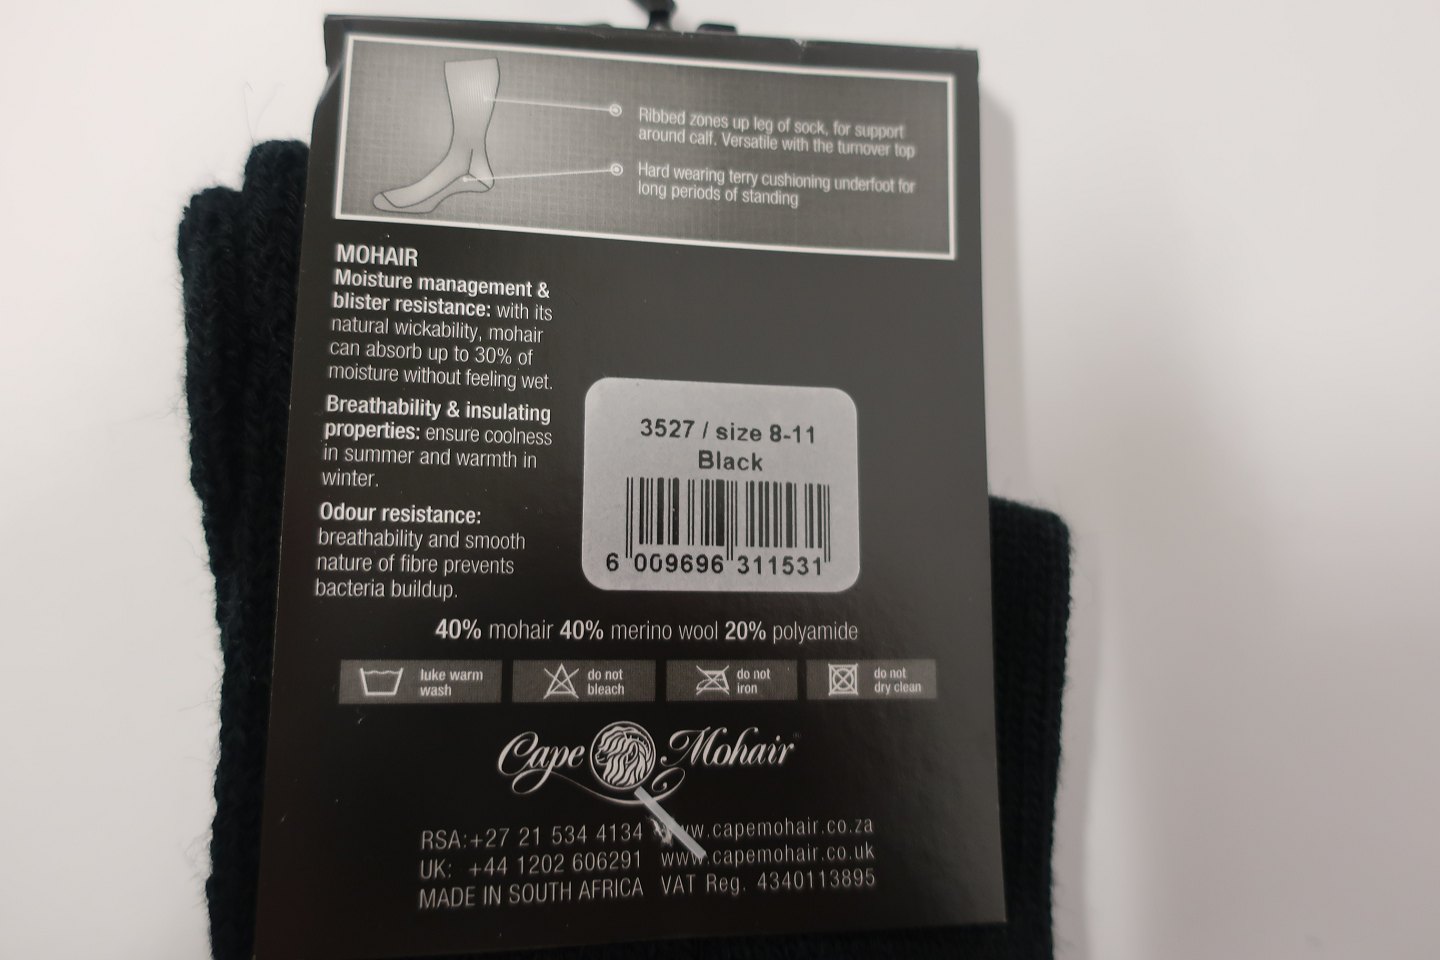 Ribbed zones up leg of sock, for support
around calf. Versatile with the turnover top
Hard wearing terry cushioning underfoot for
long periods of standing
MOHAIR
Moisture management &
blister resistance: with its
natural wickability, mohair
can absorb up to 30% of
moisture without feeling wet.
Breathability & insulating
properties: ensure coolness
in summer and warmth in
winter.
Odour resistance:
breathability and smooth
nature of fibre prevents
bacteria buildup.
3527 / size 8-11
Black
6 009696 311531
40% mohair 40% merino wool 20% polyamide
luke warm
wash
do not
bleach
do not
iron
do not
dry clean
Cape Mohair
RSA:+27 21 534 4134 www.capemohair.co.za
UK: +44 1202 606291 www.capemohair.co.uk
MADE IN SOUTH AFRICA VAT Reg. 4340113895